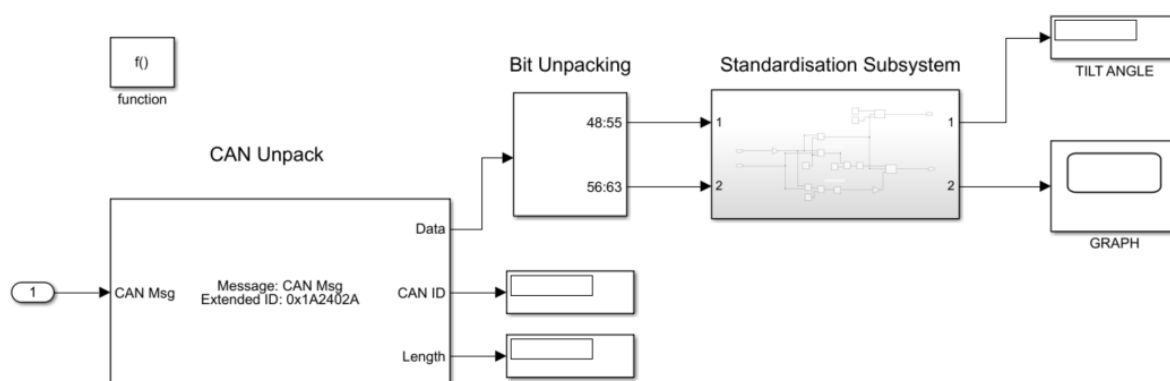 f()
function
CAN Unpack
Bit Unpacking
Standardisation Subsystem
TILT ANGLE
GRAPH
48:55
56:63
1
2
1
2
1
CAN Msg
Message: CAN Msg
Extended ID: 0x1A2402A
Data
CAN ID
Length